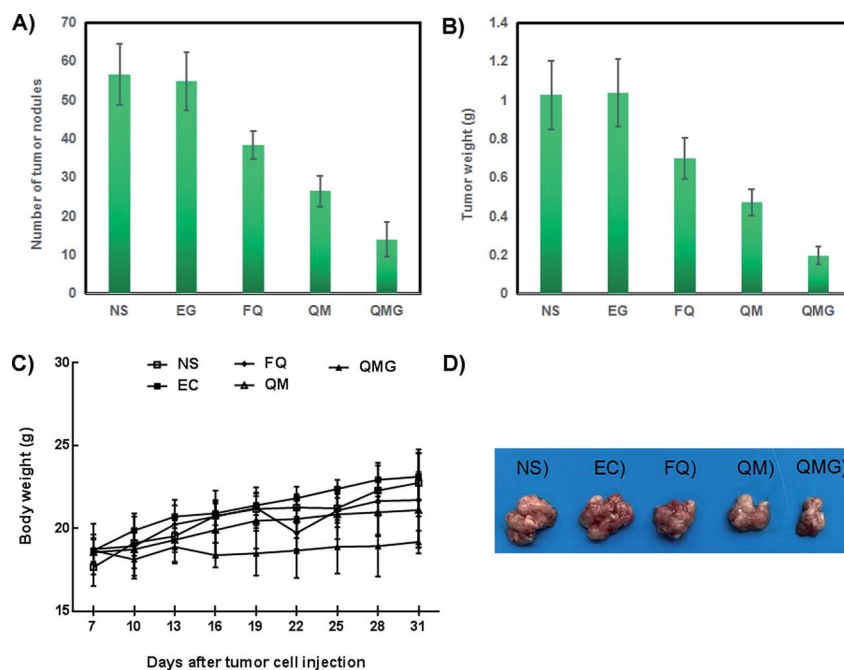 A)
Number of tumor nodules
70
60
50
40
30
20
10
0
NS EG FQ QM QMG
B)
Tumor weight (g)
1.4
1.2
1
0.8
0.6
0.4
0.2
0
NS EG FQ QM QMG
C)
NS FQ QMG
EC QM
Body weight (g)
30
25
20
15
7 10 13 16 19 22 25 28 31
Days after tumor cell injection
D)
NS) EC) FQ) QM) QMG)